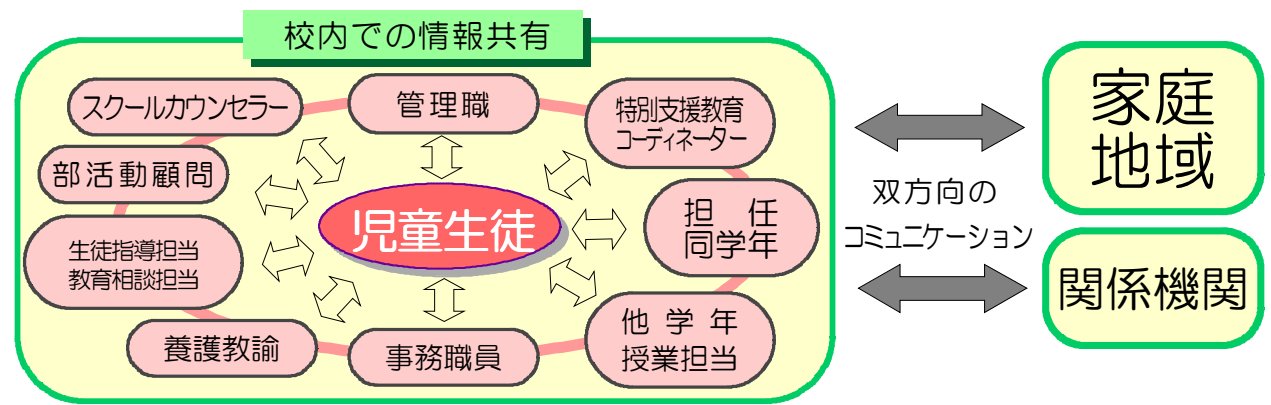 校内での情報共有
スクールカウンセラー
管理職
特別支援教育
コーディネーター
部活動顧問
児童生徒
担任
同学年
生徒指導担当
教育相談担当
養護教諭
事務職員
他学年
授業担当
双方向の
コミュニケーション
家庭
地域
関係機関